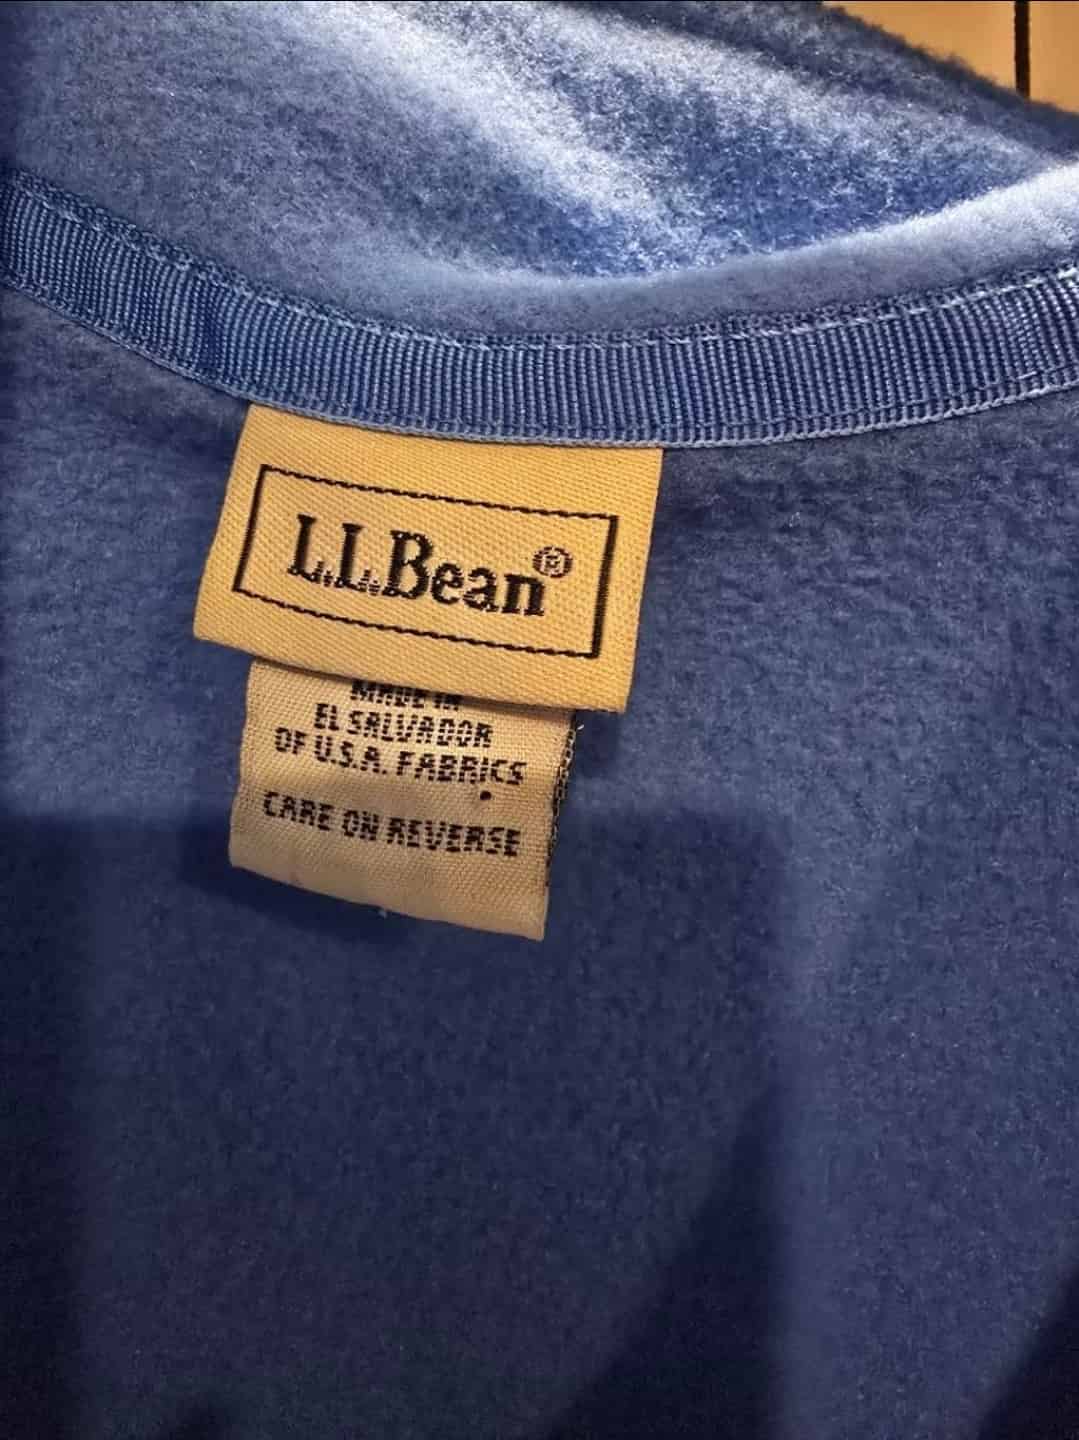 L.L.Bean®
MADE IN
EL SALVADOR
OF U.S.A. FABRICS
CARE ON REVERSE